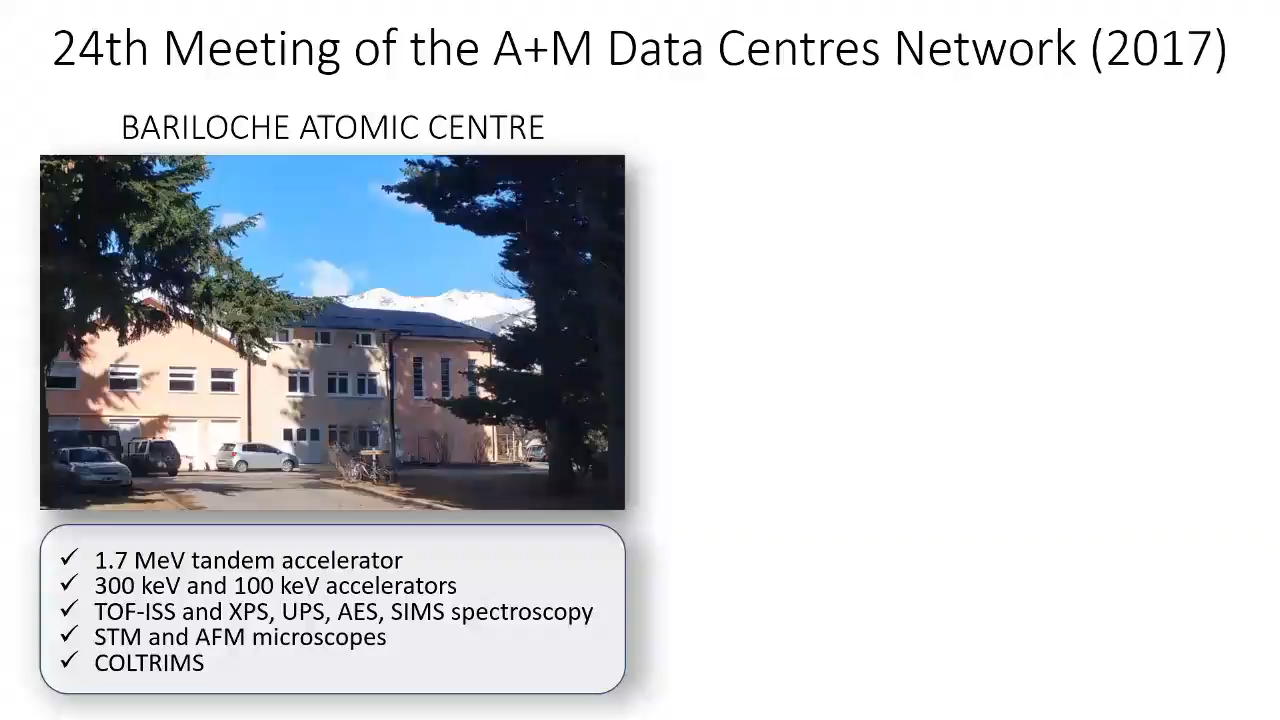 24th Meeting of the A+M Data Centres Network (2017)
BARILOCHE ATOMIC CENTRE
✓ 1.7 MeV tandem accelerator
✓ 300 keV and 100 keV accelerators
✓ TOF-ISS and XPS, UPS, AES, SIMS spectroscopy
✓ STM and AFM microscopes
✓ COLTRIMS